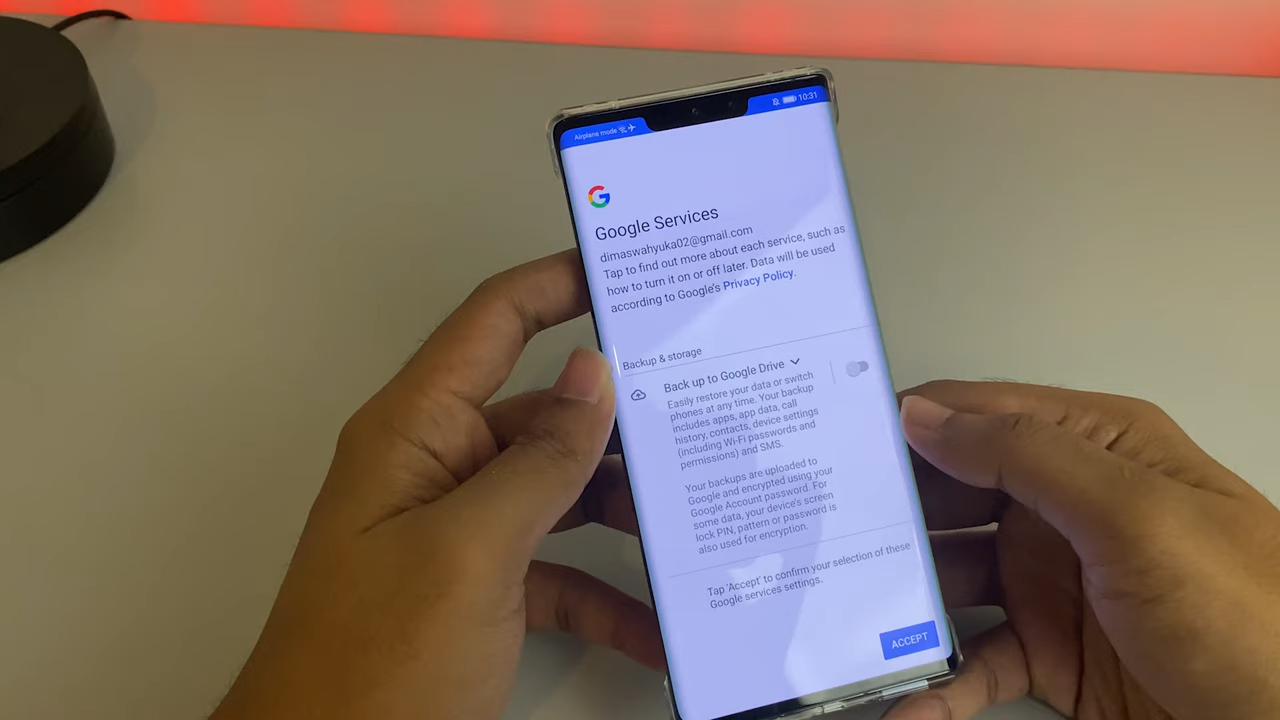 Airplane mode
10:31
Google Services
dimaswahyuka02@gmail.com
Tap to find out more about each service, such as
how to turn it on or off later. Data will be used
according to Google's Privacy Policy.
Backup & storage
Back up to Google Drive
Easily restore your data or switch
phones at any time. Your backup
includes apps, app data, call
history, contacts, device settings
(including Wi-Fi passwords and
permissions) and SMS.
Your backups are uploaded to
Google and encrypted using your
Google Account password. For
some data, your device's screen
lock PIN, pattern or password is
also used for encryption.
Tap 'Accept' to confirm your selection of these
Google services settings.
ACCEPT